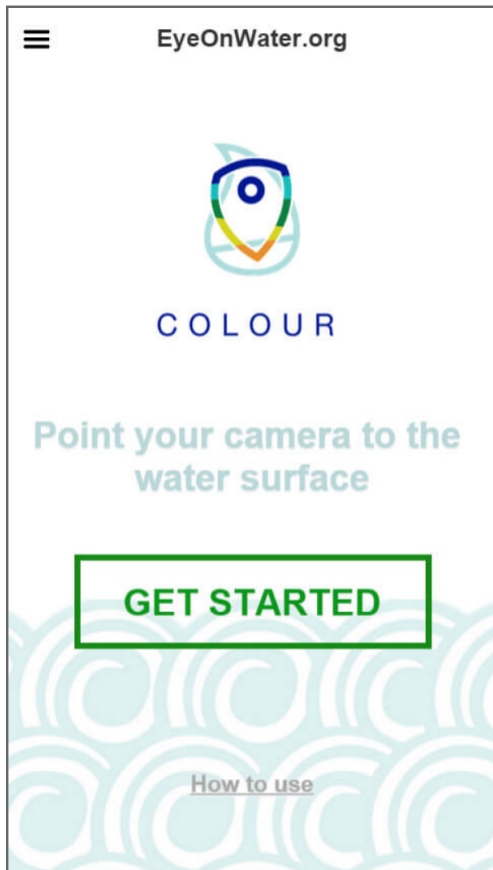 EyeOnWater.org
COLOUR
Point your camera to the
water surface
GET STARTED
How to use